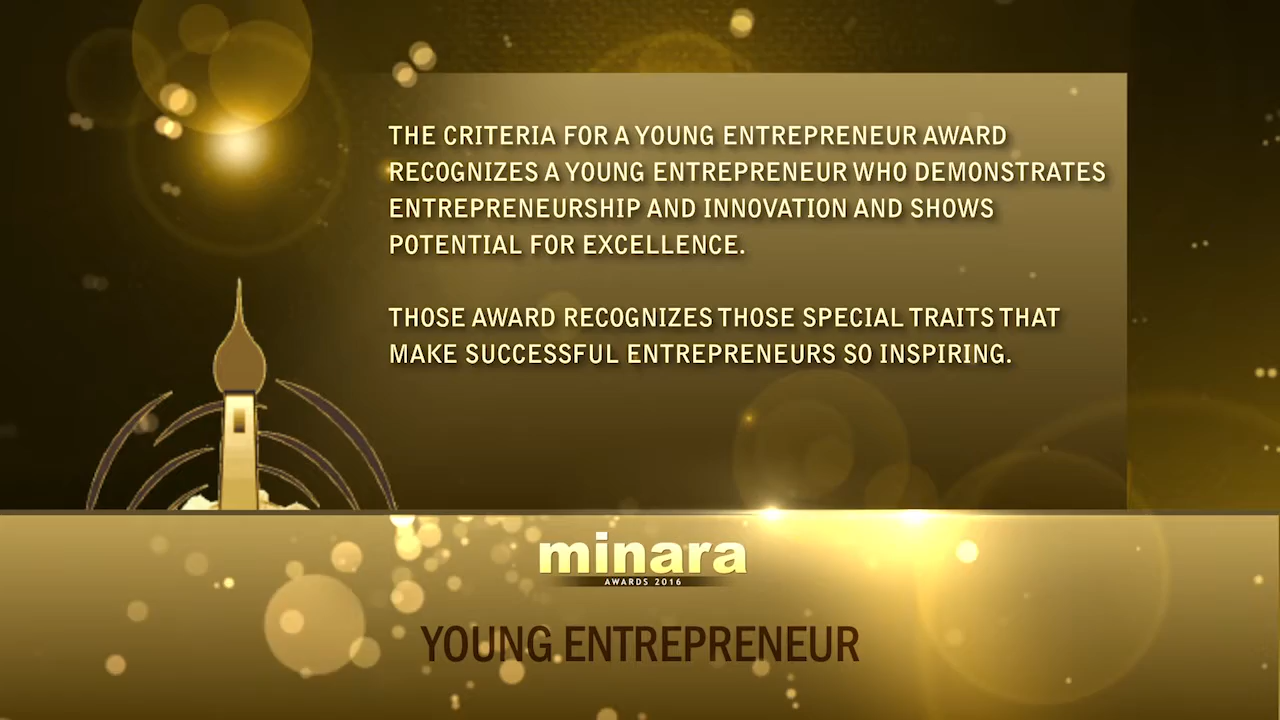 THE CRITERIA FOR A YOUNG ENTREPRENEUR AWARD
RECOGNIZES A YOUNG ENTREPRENEUR WHO DEMONSTRATES
ENTREPRENEURSHIP AND INNOVATION AND SHOWS
POTENTIAL FOR EXCELLENCE.
THOSE AWARD RECOGNIZES THOSE SPECIAL TRAITS THAT
MAKE SUCCESSFUL ENTREPRENEURS SO INSPIRING.
minara
AWARDS 2016
YOUNG ENTREPRENEUR